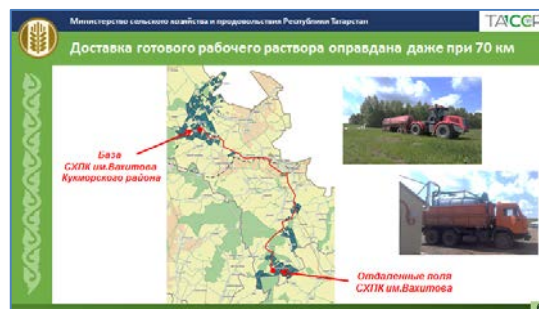 Министерство сельского хозяйства и продовольствия Республики Татарстан
Доставка готового рабочего раствора оправдана даже при 70 км
База
СХПК им.Вахитова
Кукморского района
Отдаленные поля
СХПК им.Вахитова